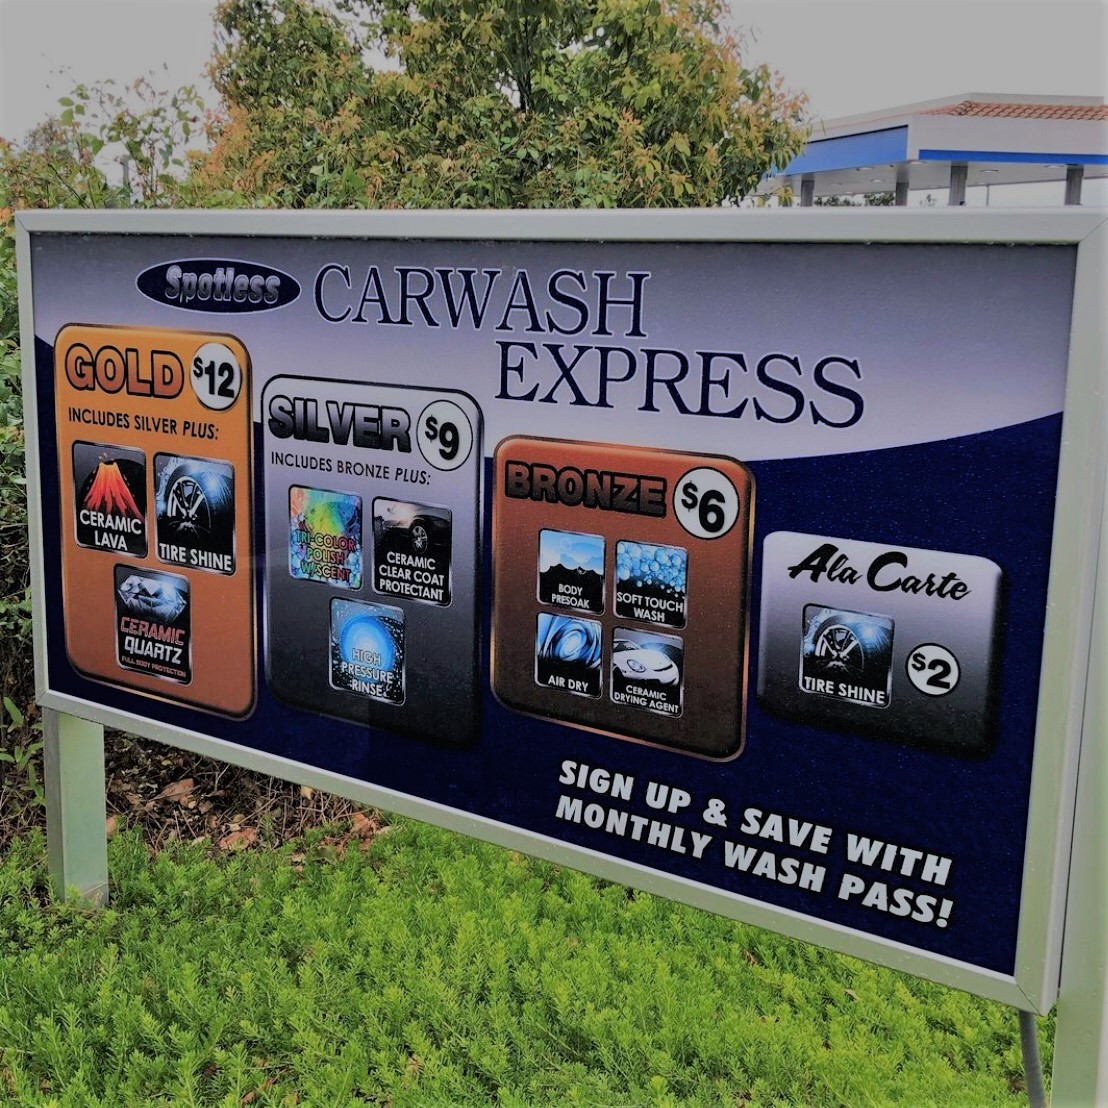 Spotless CARWASH
EXPRESS
GOLD $12
INCLUDES SILVER PLUS:
CERAMIC
LAVA
TIRE SHINE
CERAMIC
QUARTZ
FULL BODY PROTECTION
SILVER $9
INCLUDES BRONZE PLUS:
TRI-COLOR
POLISH
W/SCENT
CERAMIC
CLEAR COAT
PROTECTANT
HIGH
PRESSURE
RINSE
BRONZE $6
BODY
PRESOAK
SOFT TOUCH
WASH
AIR DRY
CERAMIC
DRYING AGENT
Ala Carte
TIRE SHINE
$2
SIGN UP & SAVE WITH
MONTHLY WASH PASS!